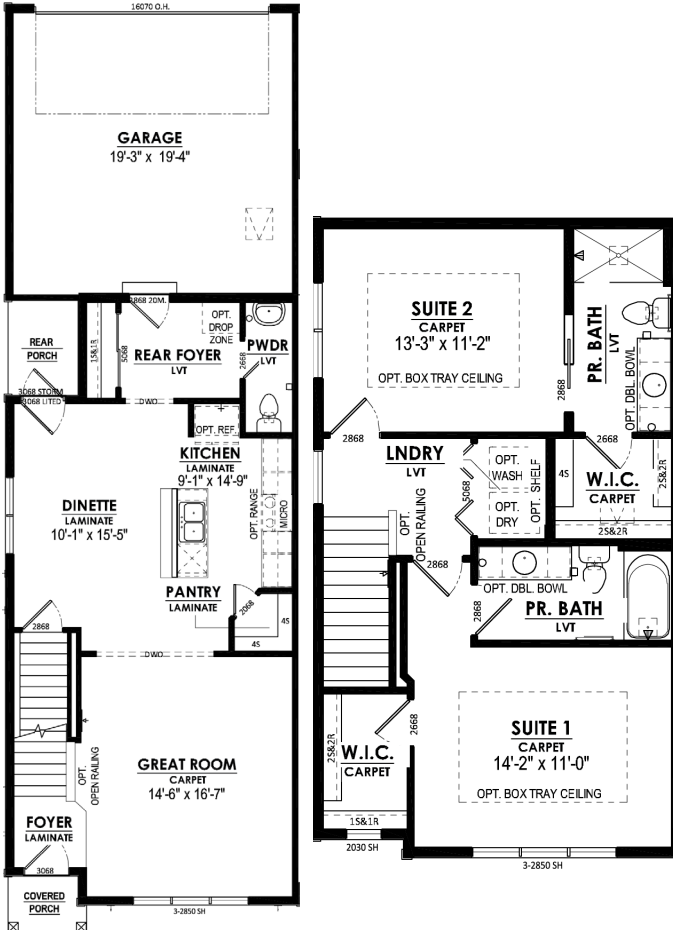 16070 O.H.
GARAGE
19'-3" x 19'-4"
2868 20M.
OPT.
DROP
ZONE
REAR
PORCH
1S&1R
5068
REAR FOYER
LVT
2668
PWDR
LVT
3068 STORM
3068 LITED
DWO
OPT. REF.
KITCHEN
LAMINATE
9'-1" x 14'-9"
DINETTE
LAMINATE
10'-1" x 15'-5"
OPT. RANGE
MICRO
PANTRY
LAMINATE
2068
4S
4S
2868
DWO
GREAT ROOM
CARPET
14'-6" x 16'-7"
OPT.
OPEN RAILING
FOYER
LAMINATE
3068
COVERED
PORCH
3-2850 SH
SUITE 2
CARPET
13'-3" x 11'-2"
OPT. BOX TRAY CEILING
2868
PR. BATH
LVT
OPT. DBL. BOWL
2868
2668
LNDRY
LVT
5068
OPT.
WASH
OPT.
DRY
OPT. SHELF
4S
W.I.C.
CARPET
2S&2R
2S&2R
OPT.
OPEN RAILING
2868
2868
OPT. DBL. BOWL
PR. BATH
LVT
2S&2R
W.I.C.
CARPET
2668
1S&1R
2030 SH
SUITE 1
CARPET
14'-2" x 11'-0"
OPT. BOX TRAY CEILING
3-2850 SH